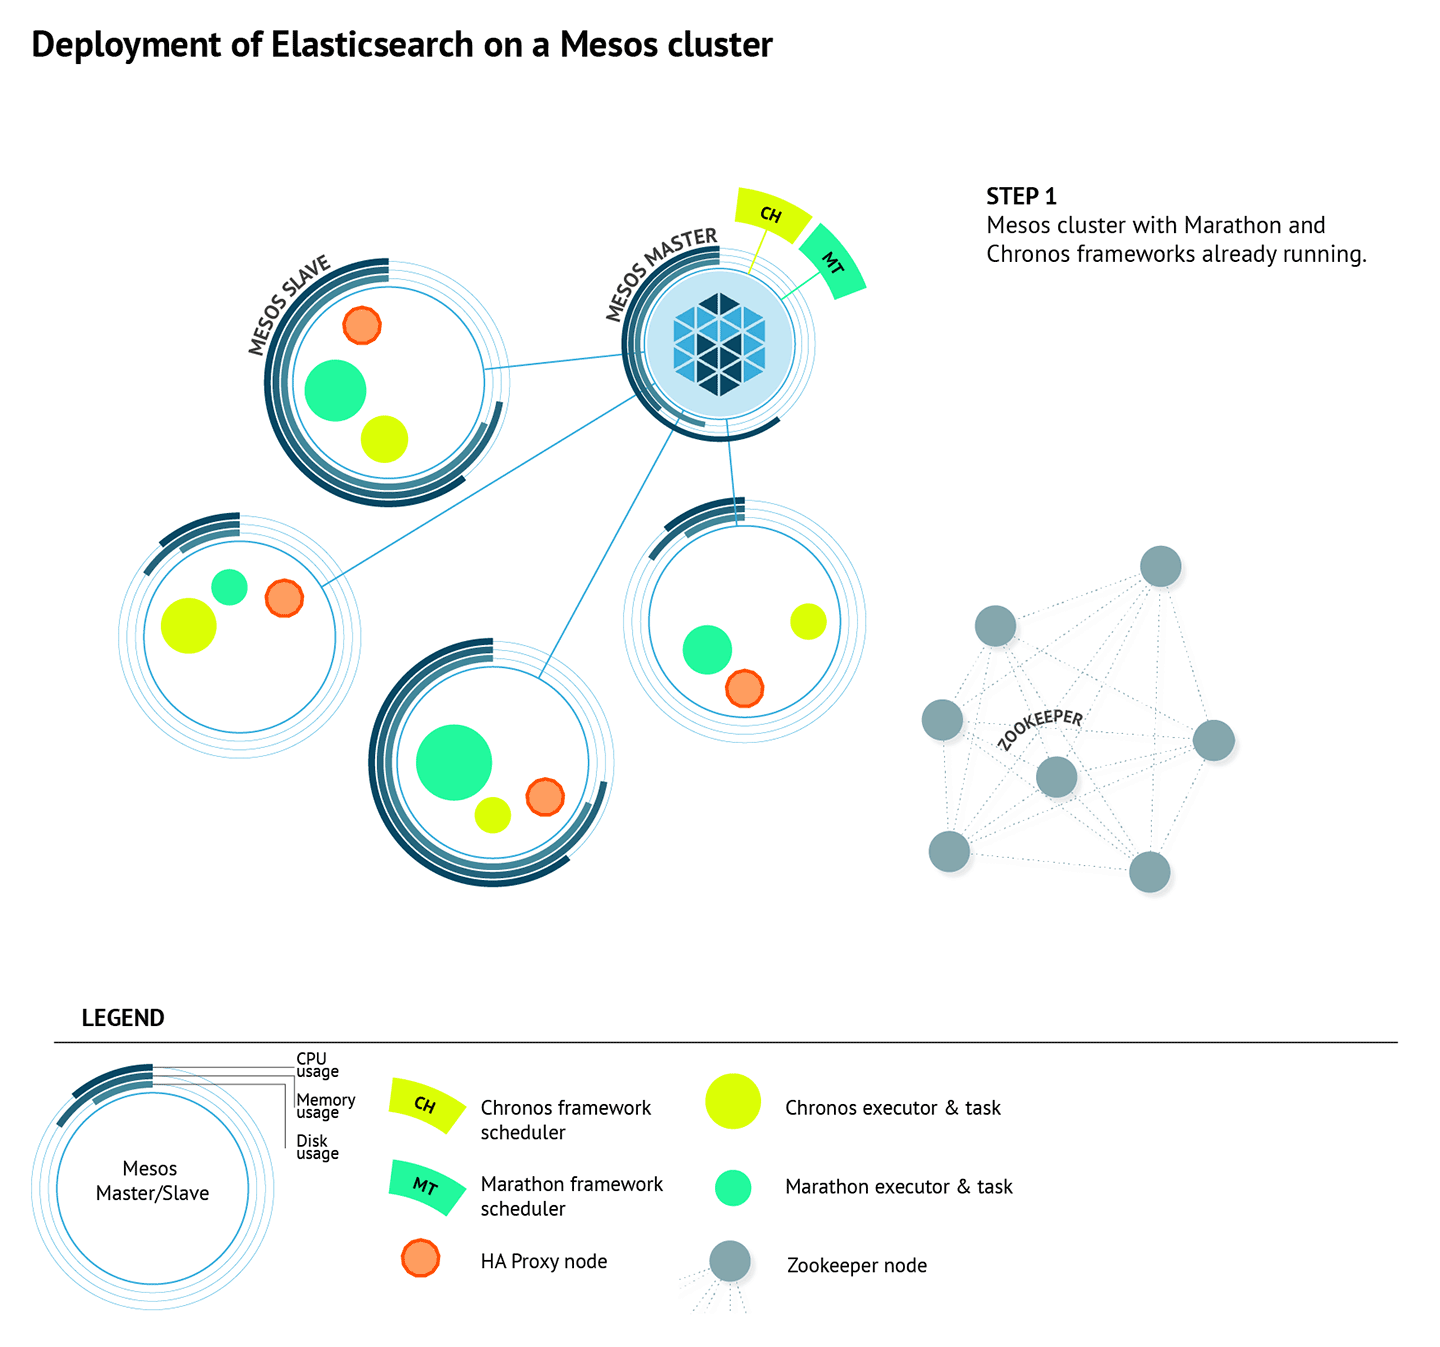 Deployment of Elasticsearch on a Mesos cluster
STEP 1
Mesos cluster with Marathon and
Chronos frameworks already running.
CH
MT
MESOS MASTER
MESOS SLAVE
ZOOKEEPER
LEGEND
CPU
usage
Memory
usage
Disk
usage
Mesos
Master/Slave
CH
Chronos framework
scheduler
MT
Marathon framework
scheduler
HA Proxy node
Chronos executor & task
Marathon executor & task
Zookeeper node